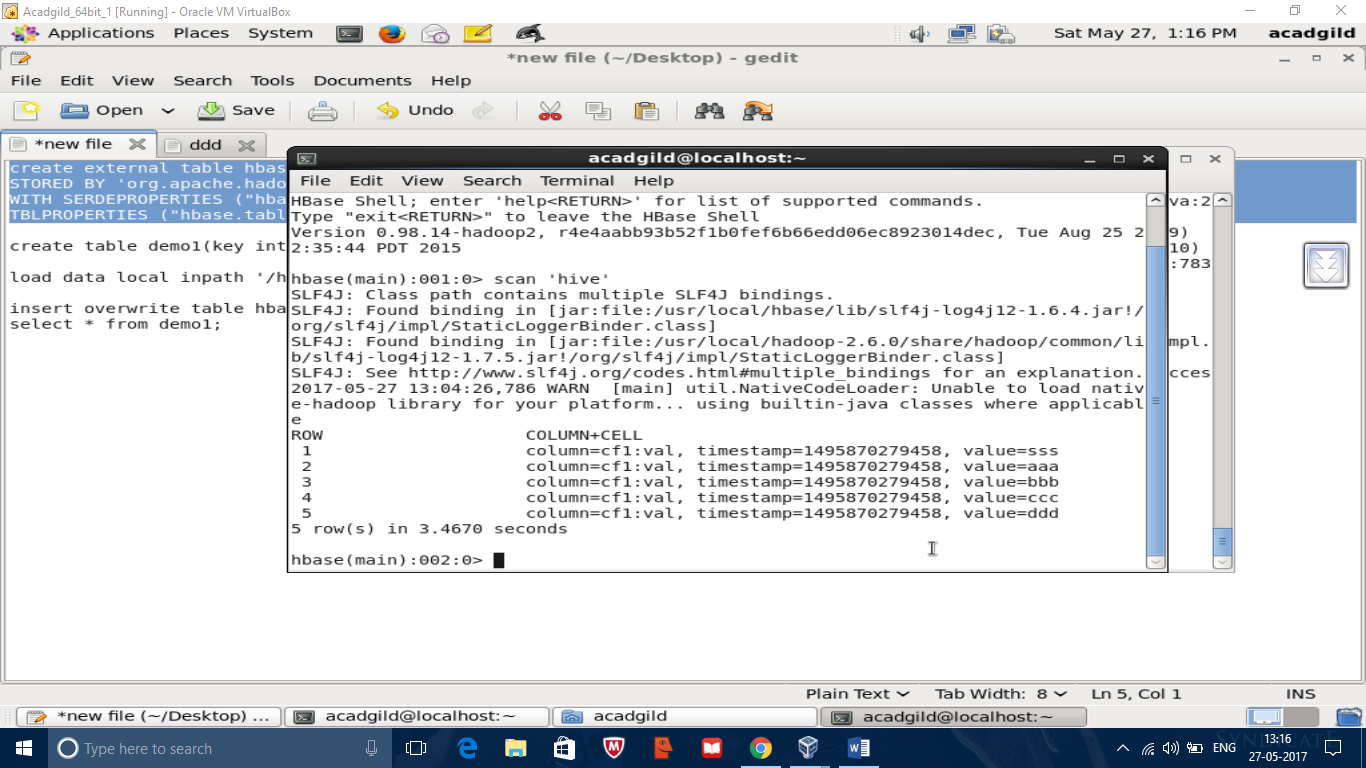 Acadgild_64bit_1 [Running] - Oracle VM VirtualBox
Applications Places System Sat May 27, 1:16 PM acadgild
*new file (~/Desktop) - gedit
File Edit View Search Tools Documents Help
Open Save Undo
*new file ddd
create external table hbas
STORED BY 'org.apache.hado
WITH SERDEPROPERTIES ("hba
TBLPROPERTIES ("hbase.tabl
create table demo1(key int
load data local inpath '/h
insert overwrite table hba
select * from demo1;
acadgild@localhost:~
File Edit View Search Terminal Help
HBase Shell; enter 'help<RETURN>' for list of supported commands.
Type "exit<RETURN>" to leave the HBase Shell
Version 0.98.14-hadoop2, r4e4aabb93b52f1b0fef6b66edd06ec8923014dec, Tue Aug 25 2
2:35:44 PDT 2015
hbase(main):001:0> scan 'hive'
SLF4J: Class path contains multiple SLF4J bindings.
SLF4J: Found binding in [jar:file:/usr/local/hbase/lib/slf4j-log4j12-1.6.4.jar!/
org/slf4j/impl/StaticLoggerBinder.class]
SLF4J: Found binding in [jar:file:/usr/local/hadoop-2.6.0/share/hadoop/common/li
b/slf4j-log4j12-1.7.5.jar!/org/slf4j/impl/StaticLoggerBinder.class]
SLF4J: See http://www.slf4j.org/codes.html#multiple_bindings for an explanation.
2017-05-27 13:04:26,786 WARN  [main] util.NativeCodeLoader: Unable to load nativ
e-hadoop library for your platform... using builtin-java classes where applicabl
e
ROW COLUMN+CELL
1 column=cf1:val, timestamp=1495870279458, value=sss
2 column=cf1:val, timestamp=1495870279458, value=aaa
3 column=cf1:val, timestamp=1495870279458, value=bbb
4 column=cf1:val, timestamp=1495870279458, value=ccc
5 column=cf1:val, timestamp=1495870279458, value=ddd
5 row(s) in 3.4670 seconds
hbase(main):002:0>
va:2
9)
10)
:783
mpl.
cces
Plain Text Tab Width: 8 Ln 5, Col 1 INS
*new file (~/Desktop) ... acadgild@localhost:~ acadgild acadgild@localhost:~
Type here to search ENG 13:16
27-05-2017